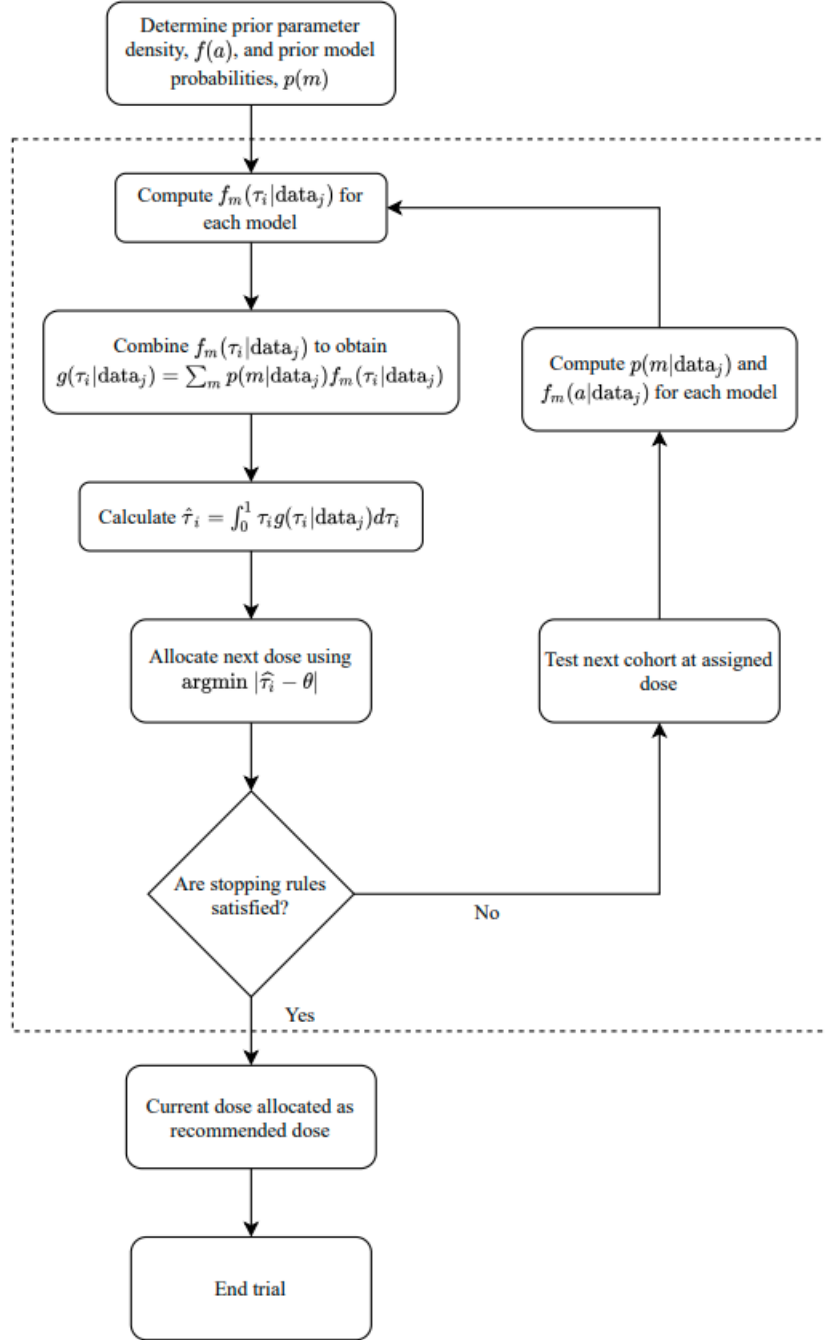 Determine prior parameter
density, f(a), and prior model
probabilities, p(m)
Compute f_m(τ_i|data_j) for
each model
Combine f_m(τ_i|data_j) to obtain
g(τ_i|data_j) = ∑_m p(m|data_j)f_m(τ_i|data_j)
Compute p(m|data_j) and
f_m(a|data_j) for each model
Calculate τ̂_i = ∫_0^1 τ_i g(τ_i|data_j)dτ_i
Allocate next dose using
argmin |τ̂_i − θ|
Test next cohort at assigned
dose
Are stopping rules
satisfied?
No
Yes
Current dose allocated as
recommended dose
End trial